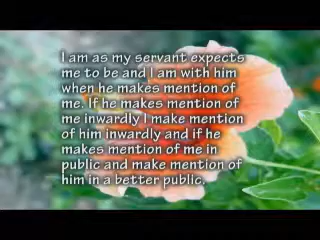 I am as my servant expects
me to be and I am with him
when he makes mention of
me. If he makes mention of
me inwardly I make mention
of him inwardly and if he
makes mention of me in
public and make mention of
him in a better public.